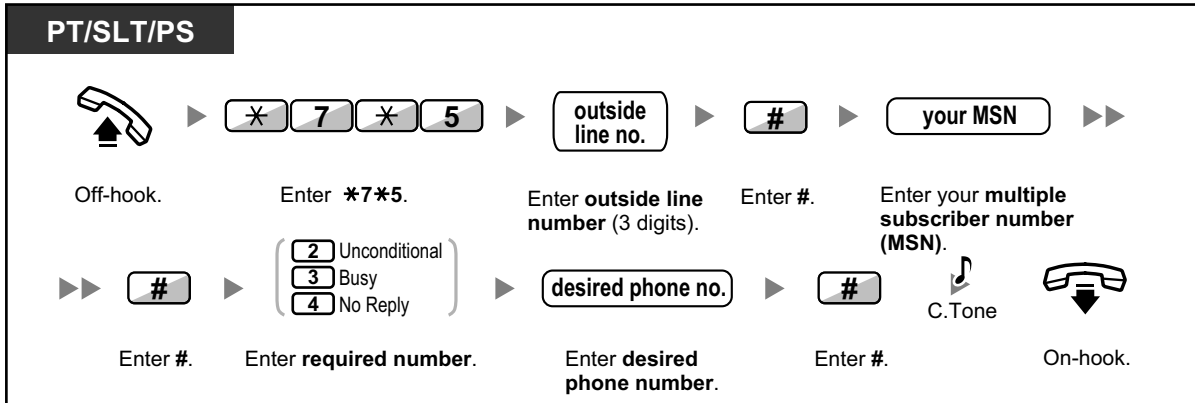 PT/SLT/PS
* 7 * 5
outside
line no.
#
your MSN
Off-hook.
Enter *7*5.
Enter outside line
number (3 digits).
Enter #.
Enter your multiple
subscriber number
(MSN).
#
2 Unconditional
3 Busy
4 No Reply
desired phone no.
#
C.Tone
Enter #.
Enter required number.
Enter desired
phone number.
Enter #.
On-hook.